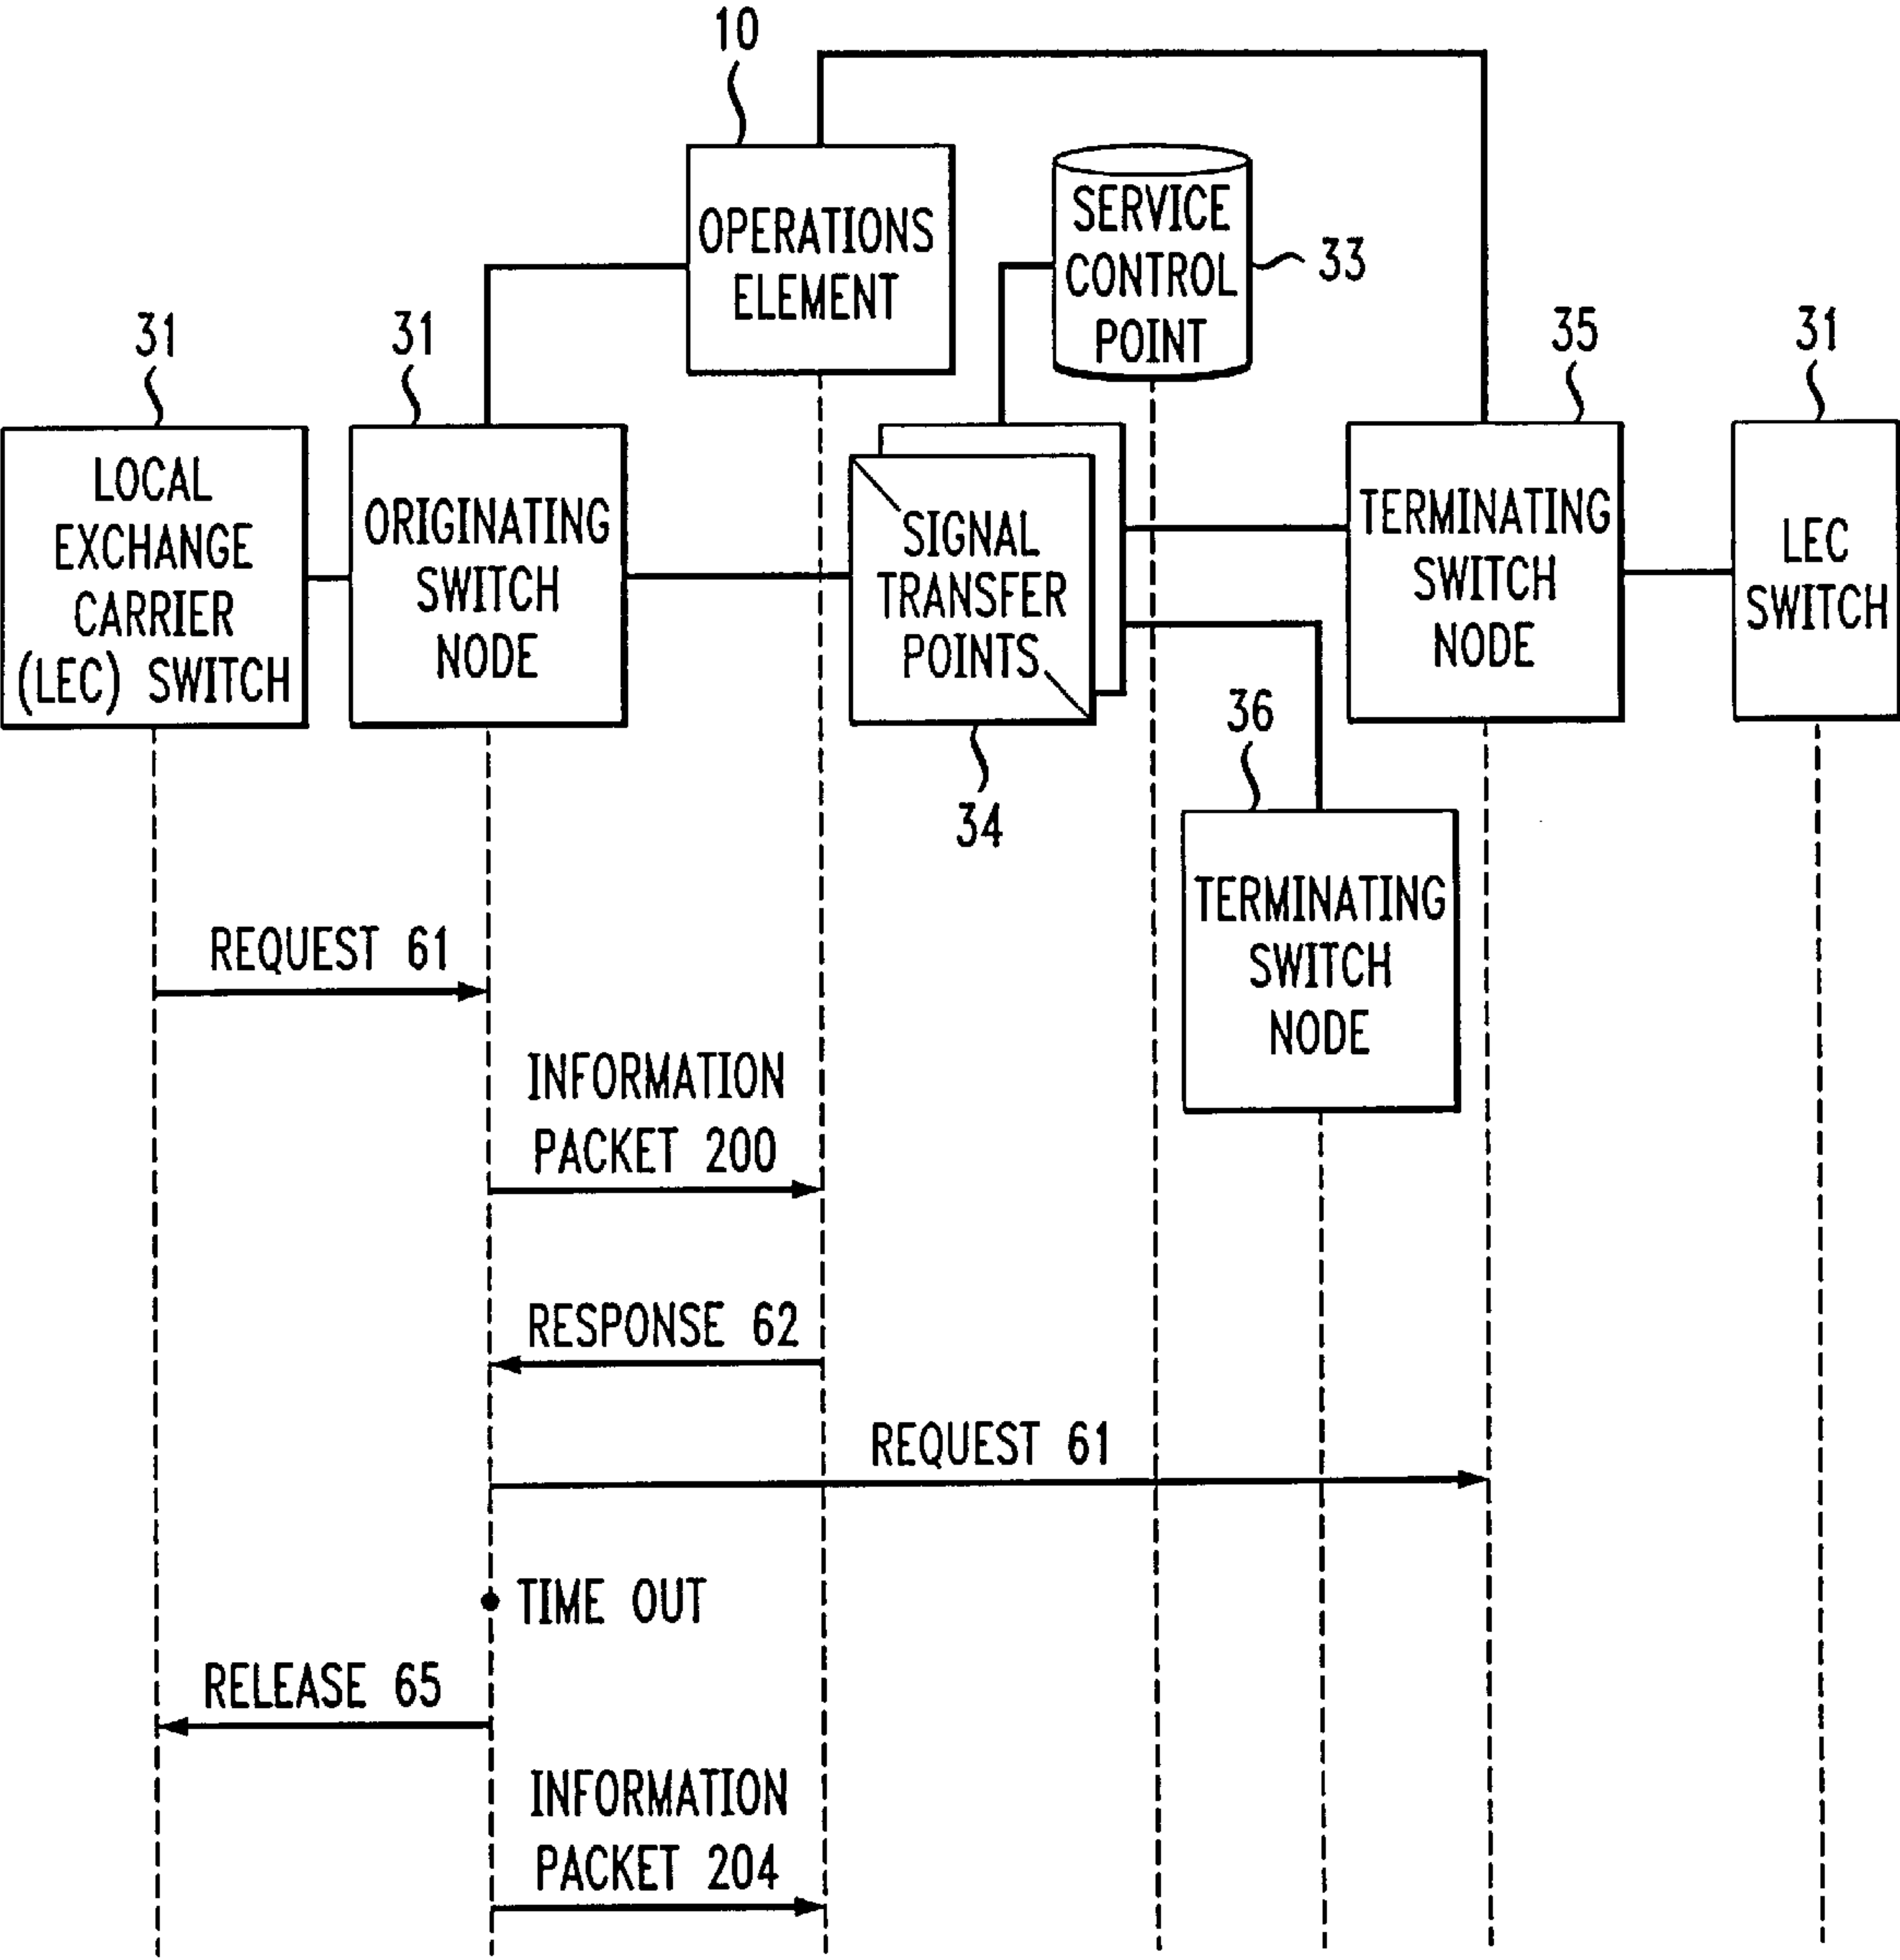 10
OPERATIONS
ELEMENT
SERVICE
CONTROL
POINT
33
31
LOCAL
EXCHANGE
CARRIER
(LEC) SWITCH
31
ORIGINATING
SWITCH
NODE
SIGNAL
TRANSFER
POINTS
34
35
TERMINATING
SWITCH
NODE
31
LEC
SWITCH
36
TERMINATING
SWITCH
NODE
REQUEST 61
INFORMATION
PACKET 200
RESPONSE 62
REQUEST 61
TIME OUT
RELEASE 65
INFORMATION
PACKET 204